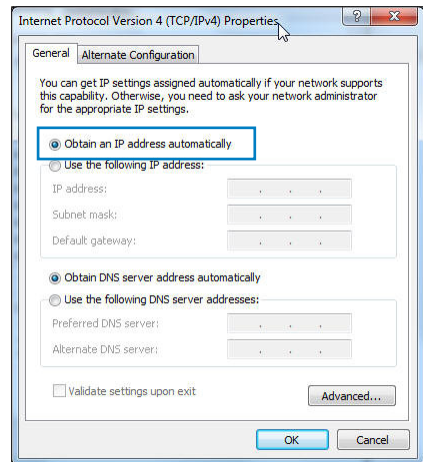 Internet Protocol Version 4 (TCP/IPv4) Properties
General
Alternate Configuration
You can get IP settings assigned automatically if your network supports
this capability. Otherwise, you need to ask your network administrator
for the appropriate IP settings.
Obtain an IP address automatically
Use the following IP address:
IP address:
Subnet mask:
Default gateway:
Obtain DNS server address automatically
Use the following DNS server addresses:
Preferred DNS server:
Alternate DNS server:
Validate settings upon exit
Advanced...
OK
Cancel